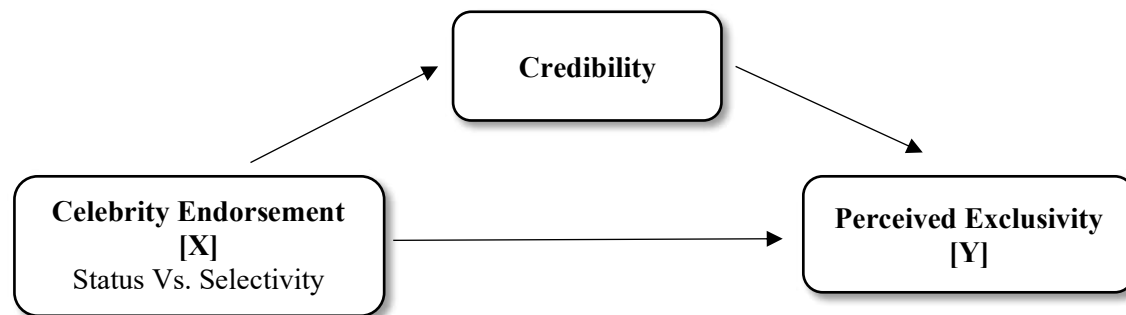 Credibility
Celebrity Endorsement
[X]
Status Vs. Selectivity
Perceived Exclusivity
[Y]